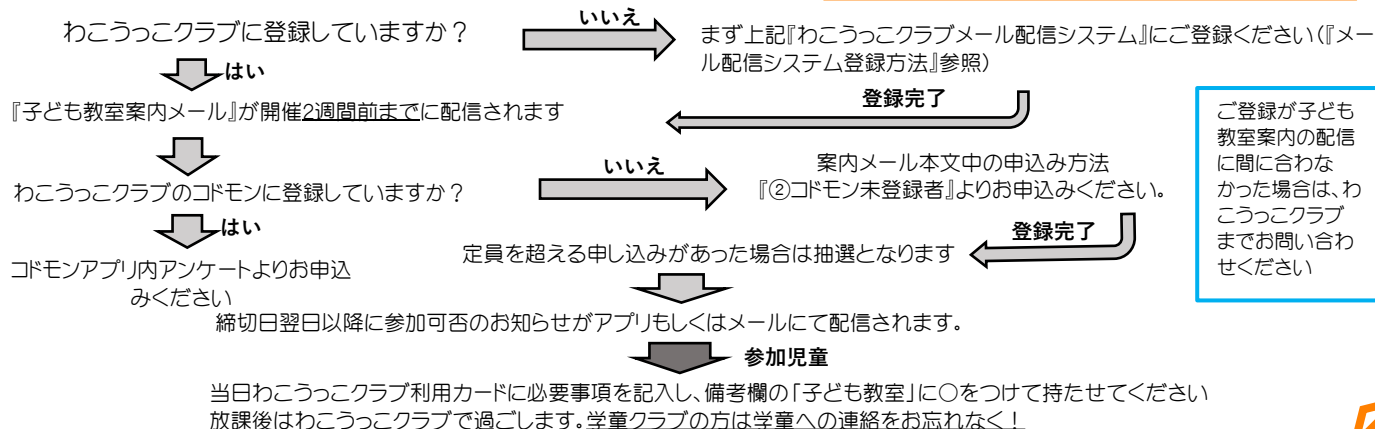 わこうっこクラブに登録していますか？
いいえ
まず上記『わこうっこクラブメール配信システム』にご登録ください(『メー
ル配信システム登録方法』参照)
はい
登録完了
『子ども教室案内メール』が開催2週間前までに配信されます
ご登録が子ども
教室案内の配信
に間に合わな
かった場合は、わ
こうっこクラブ
までお問い合わ
せください
いいえ
案内メール本文中の申込み方法
『②コドモン未登録者』よりお申込みください。
わこうっこクラブのコドモンに登録していますか？
はい
登録完了
定員を超える申し込みがあった場合は抽選となります
コドモンアプリ内アンケートよりお申込
みください
締切日翌日以降に参加可否のお知らせがアプリもしくはメールにて配信されます。
参加児童
当日わこうっこクラブ利用カードに必要事項を記入し、備考欄の「子ども教室」に○をつけて持たせてください
放課後はわこうっこクラブで過ごします。学童クラブの方は学童への連絡をお忘れなく！